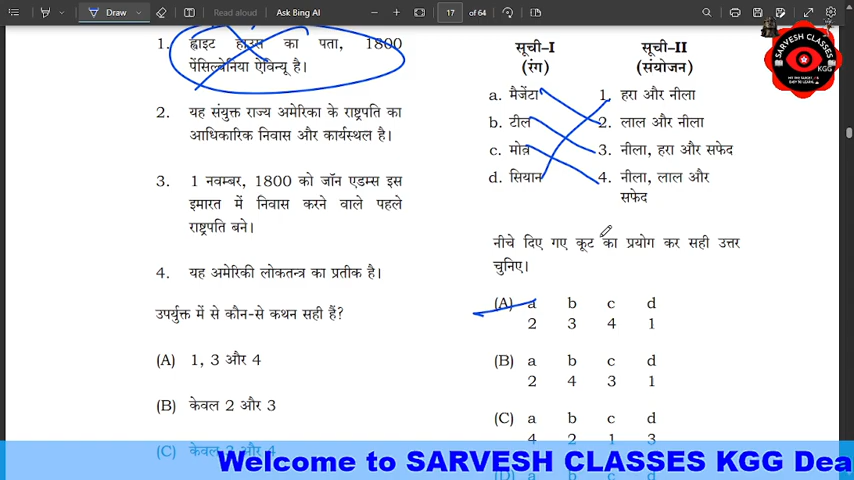 Draw
Read aloud
Ask Bing AI
17
of 64
1. ह्वाइट हाउस का पता, 1800
पेंसिल्वेनिया ऐविन्यू है।
2. यह संयुक्त राज्य अमेरिका के राष्ट्रपति का
आधिकारिक निवास और कार्यस्थल है।
3. 1 नवम्बर, 1800 को जॉन एडम्स इस
इमारत में निवास करने वाले पहले
राष्ट्रपति बने।
4. यह अमेरिकी लोकतन्त्र का प्रतीक है।
उपर्युक्त में से कौन-से कथन सही हैं?
(A) 1, 3 और 4
(B) केवल 2 और 3
(C)
सूची-I सूची-II
(रंग) (संयोजन)
a. मैजेंटा 1. हरा और नीला
b. टील 2. लाल और नीला
c. मोव्र 3. नीला, हरा और सफेद
d. सियान 4. नीला, लाल और
सफेद
नीचे दिए गए कूट का प्रयोग कर सही उत्तर
चुनिए।
(A) a b c d
2 3 4 1
(B) a b c d
2 4 3 1
(C) a b c d
4 2 1 3
SARVESH CLASSES
KGG
Welcome to SARVESH CLASSES KGG Dea